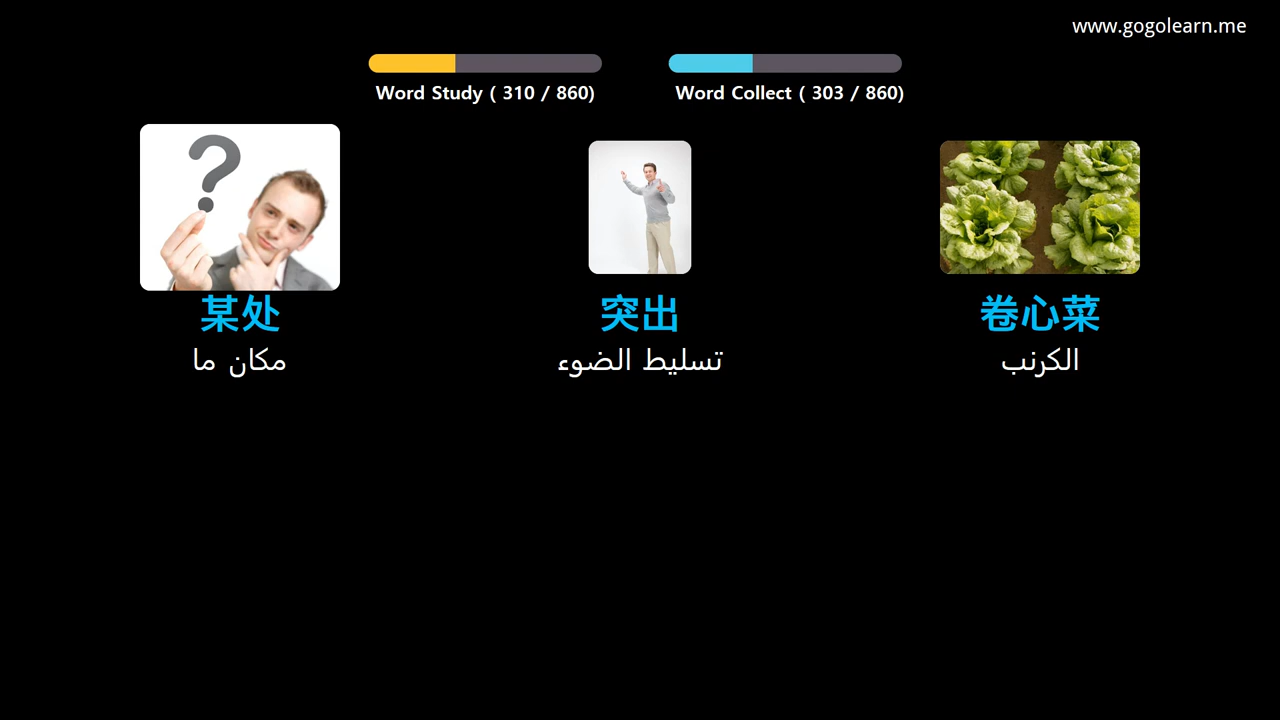 www.gogolearn.me
Word Study ( 310 / 860)
Word Collect ( 303 / 860)
?
某处
突出
卷心菜
مكان ما
تسليط الضوء
الكرنب